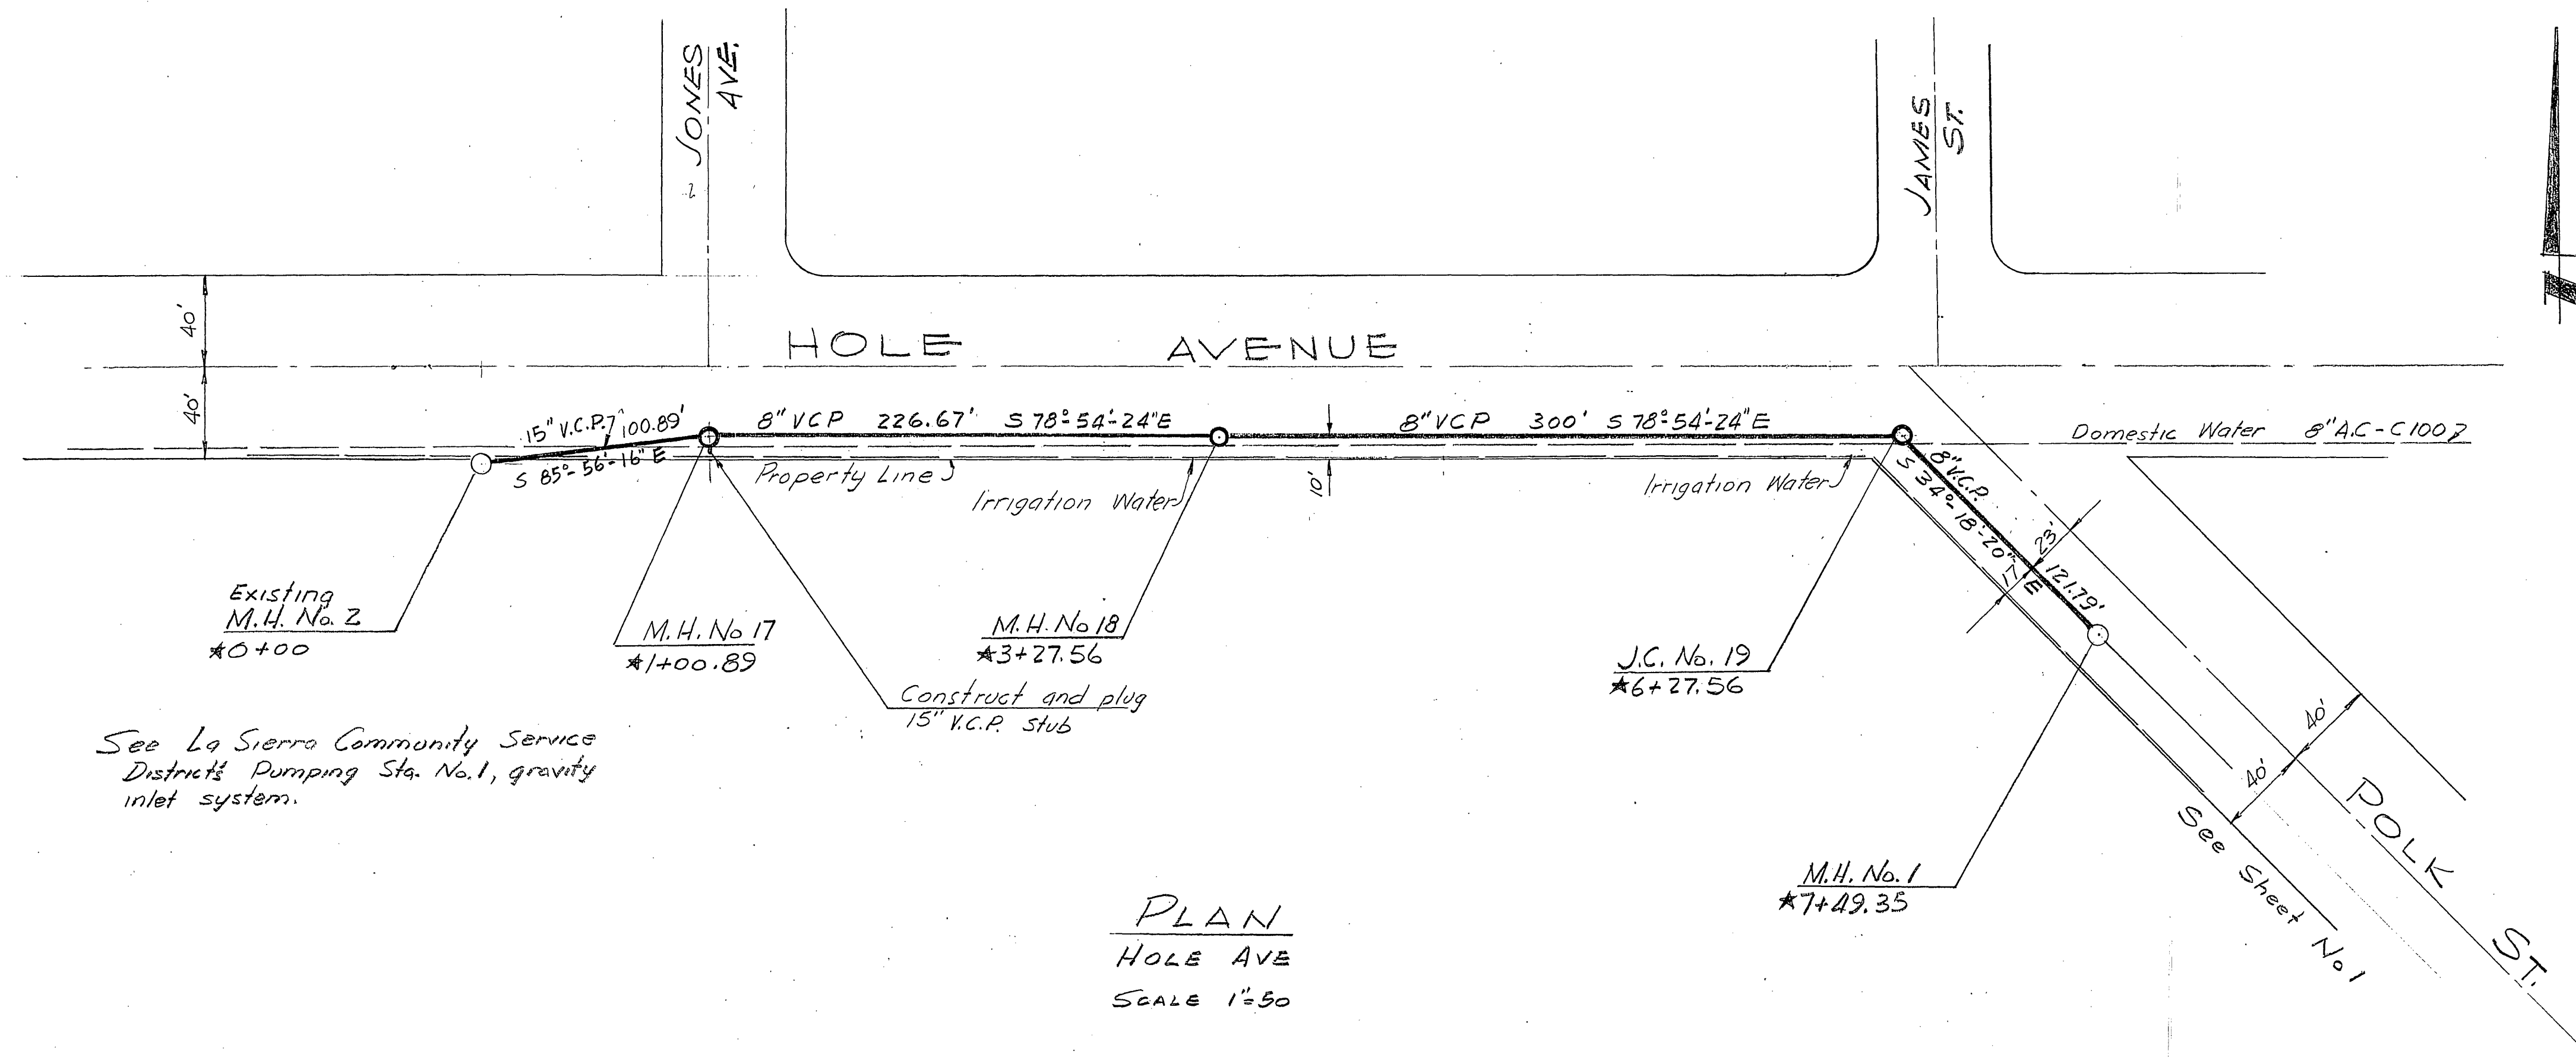 JONES
AVE.
JAMES
ST.
40'
40'
HOLE AVENUE
15" V.C.P. 100.89'
S 85°-56'-16" E
8" VCP 226.67' S 78°-54'-24" E
8" VCP 300' S 78°-54'-24" E
Domestic Water 8" A.C-C100
Property Line
Irrigation Water
10'
Irrigation Water
8" V.C.P.
S 34°-18'-20" E
23'
17'
121.79'
Existing
M.H. No. 2
★0+00
M.H. No 17
★1+00.89
M.H. No 18
★3+27.56
J.C. No. 19
★6+27.56
Construct and plug
15" V.C.P. Stub
See La Sierra Community Service
District's Pumping Sta. No. 1, gravity
inlet system.
40'
40'
POLK ST.
See Sheet No 1
M.H. No. 1
★7+49.35
PLAN
HOLE AVE
SCALE 1"=50